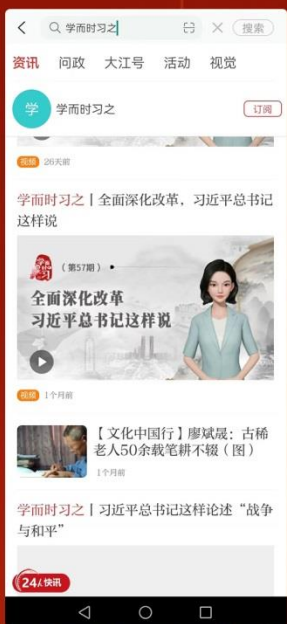 学而时习之
搜索
资讯 问政 大江号 活动 视觉
学
学而时习之
订阅
视频 26天前
学而时习之丨全面深化改革，习近平总书记
这样说
（第57期）
全面深化改革
习近平总书记这样说
视频 1个月前
【文化中国行】廖斌晟：古稀
老人50余载笔耕不辍（图）
1个月前
学而时习之丨习近平总书记这样论述“战争
与和平”
24h快讯